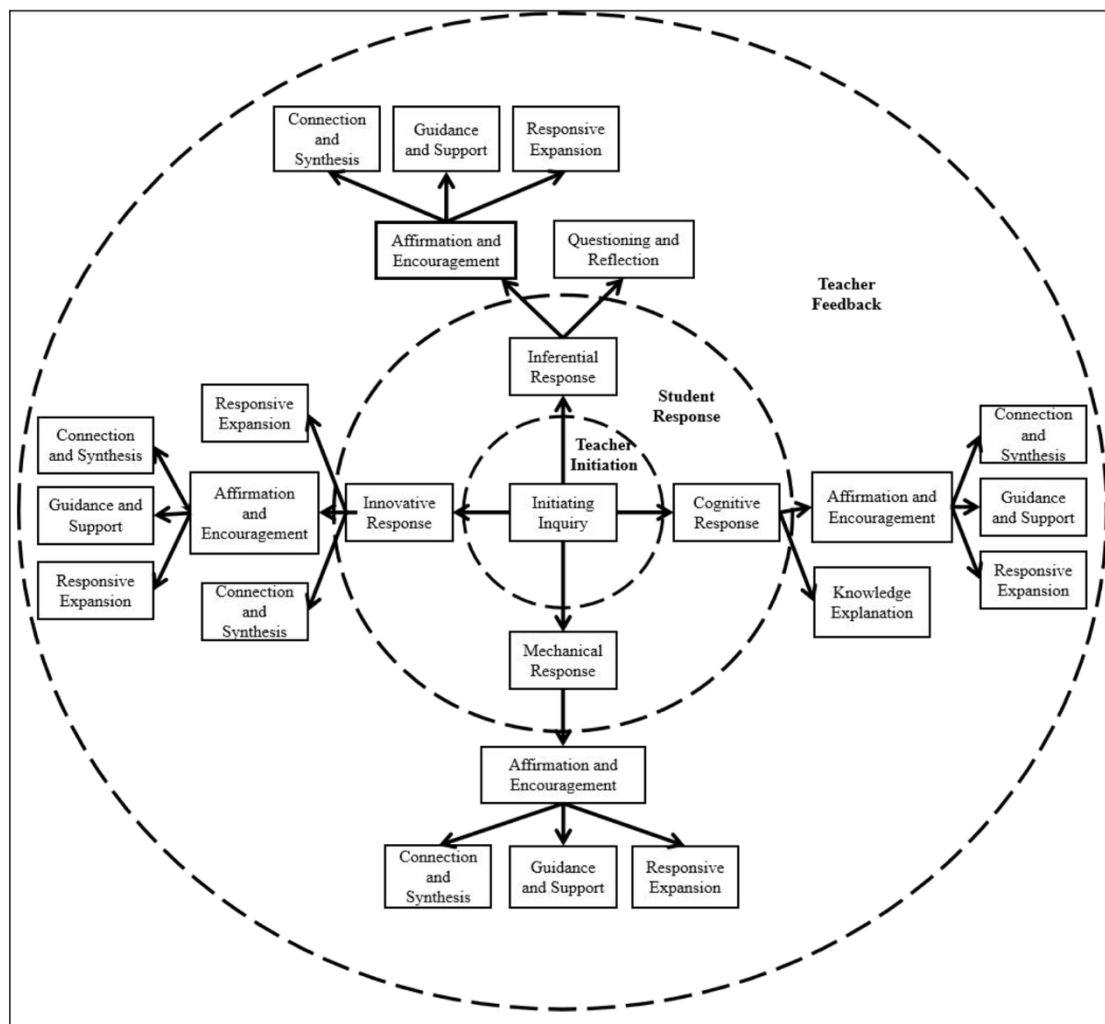 Connection
and
Synthesis
Guidance
and Support
Responsive
Expansion
Affirmation and
Encouragement
Questioning and
Reflection
Teacher
Feedback
Inferential
Response
Student
Response
Teacher
Initiation
Responsive
Expansion
Connection
and Synthesis
Guidance and
Support
Responsive
Expansion
Affirmation
and
Encouragement
Connection
and
Synthesis
Innovative
Response
Initiating
Inquiry
Cognitive
Response
Affirmation and
Encouragement
Knowledge
Explanation
Connection
and
Synthesis
Guidance
and Support
Responsive
Expansion
Mechanical
Response
Affirmation and
Encouragement
Connection
and
Synthesis
Guidance
and Support
Responsive
Expansion